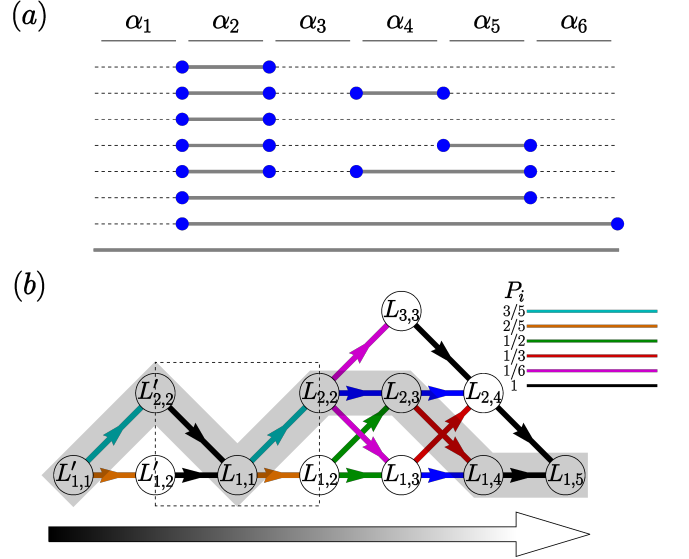 (a)
α₁ α₂ α₃ α₄ α₅ α₆
(b)
L₃,₃
Pᵢ
3/5
2/5
1/2
1/3
1/6
1
L′₂,₂ L₂,₂ L₂,₃ L₂,₄
L′₁,₁ L′₁,₂ L₁,₁ L₁,₂ L₁,₃ L₁,₄ L₁,₅